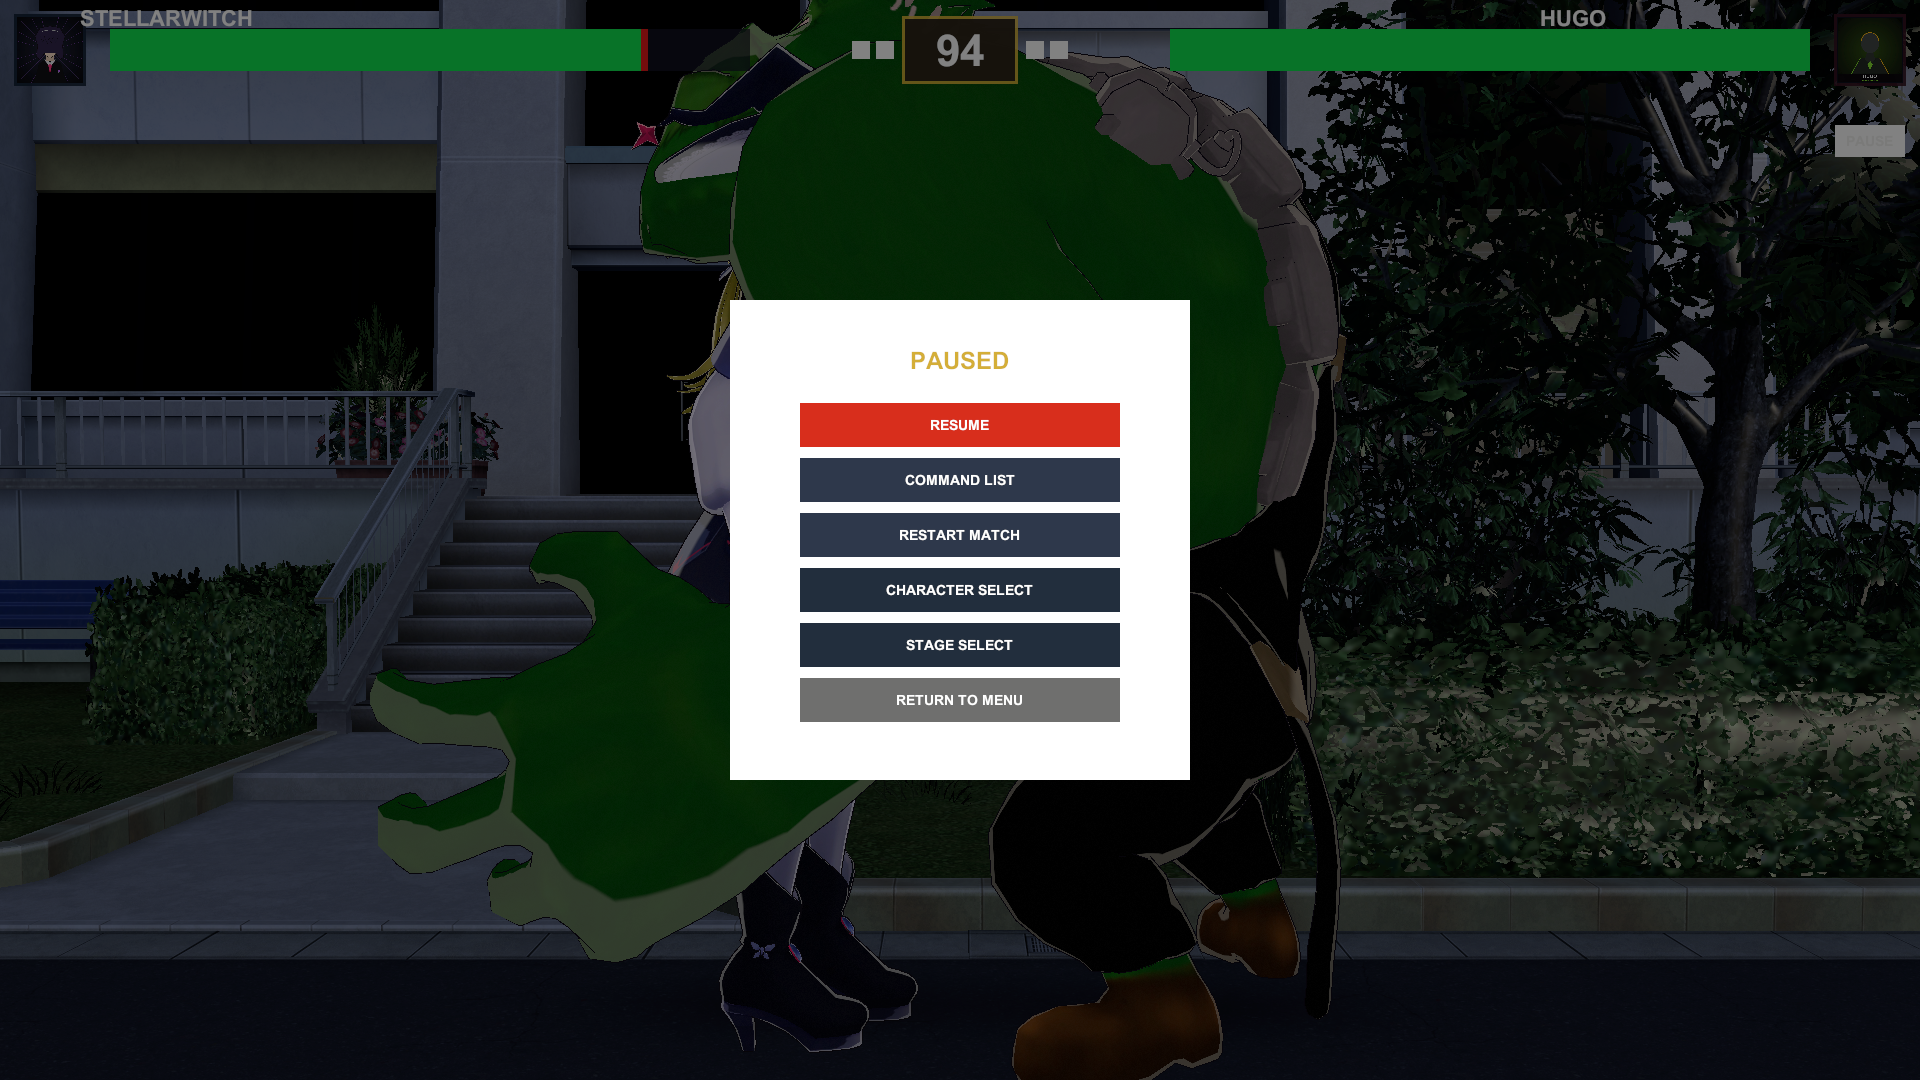 STELLARWITCH
94
HUGO
PAUSE
PAUSED
RESUME
COMMAND LIST
RESTART MATCH
CHARACTER SELECT
STAGE SELECT
RETURN TO MENU